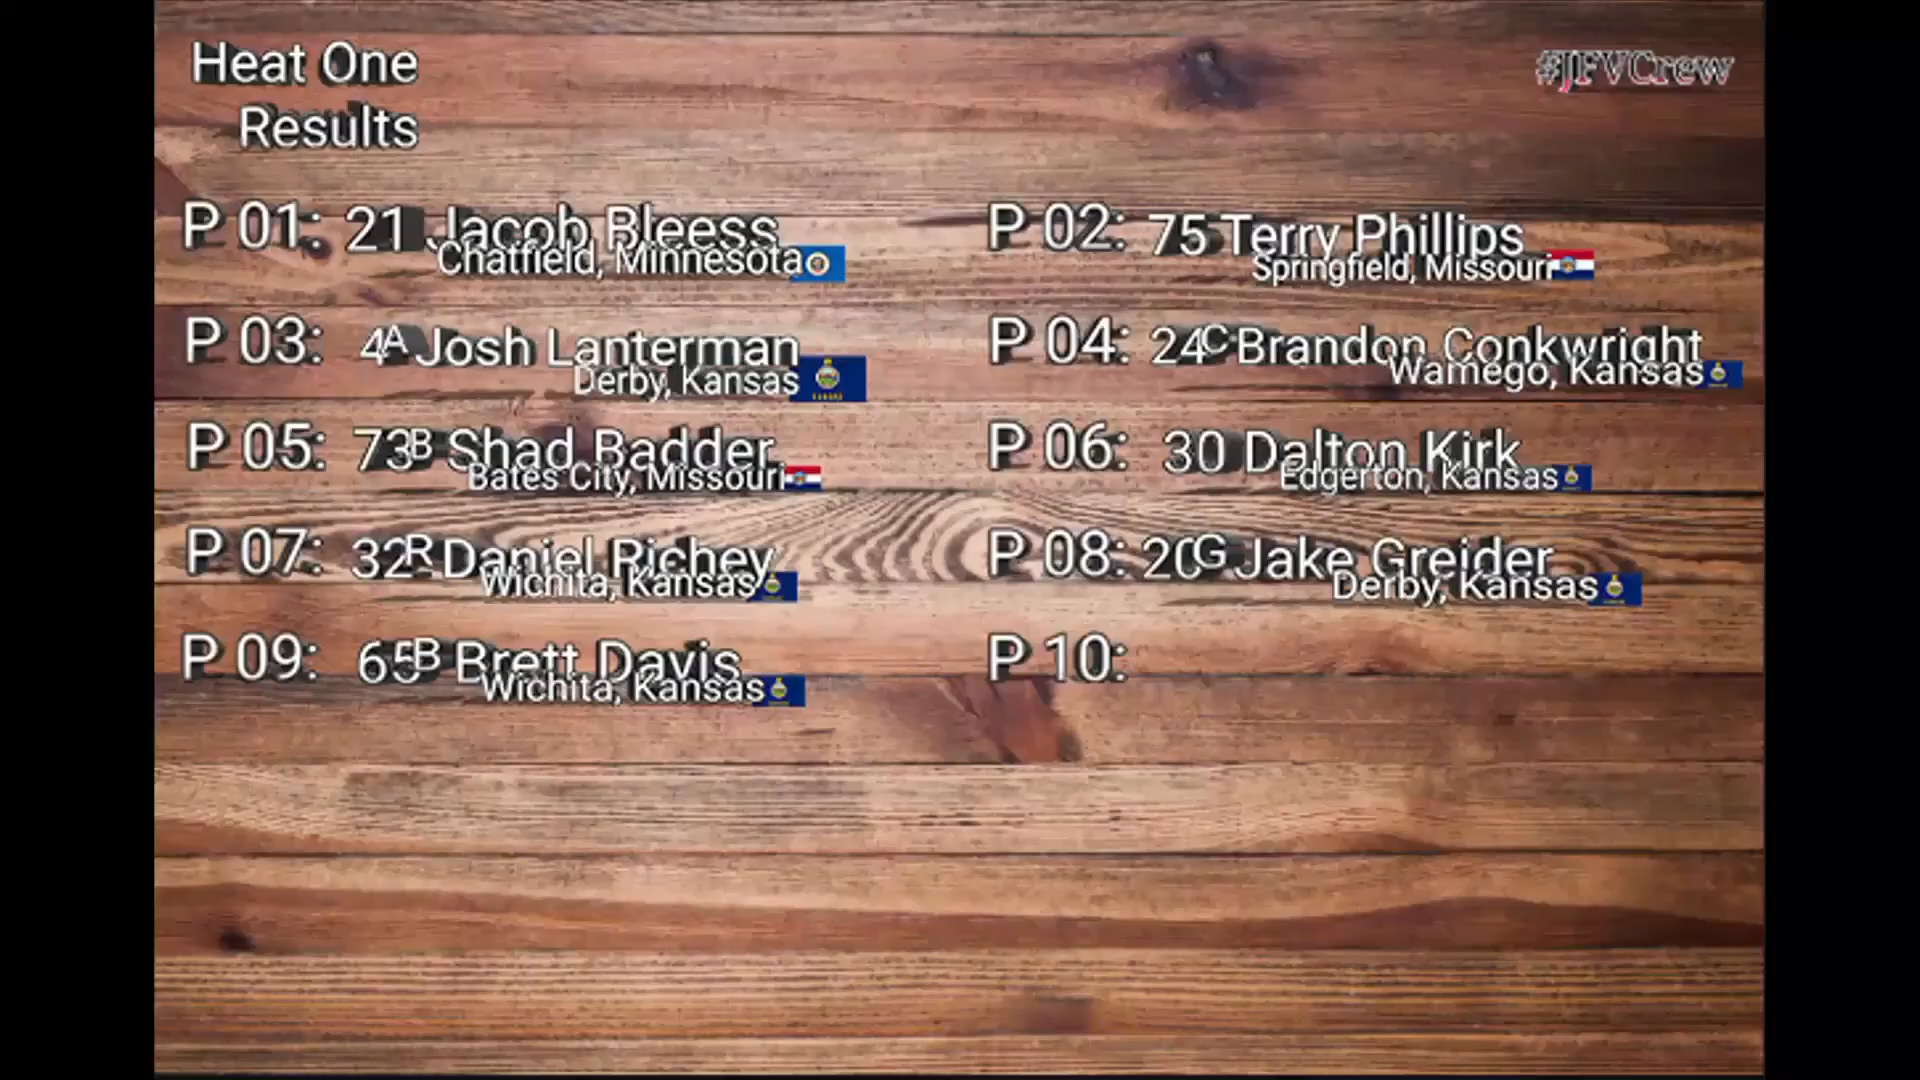 Heat One
Results
#JFVCrew
P 01: 21 Jacob Bleess
Chatfield, Minnesota
P 02: 75 Terry Phillips
Springfield, Missouri
P 03: 4A Josh Lanterman
Derby, Kansas
P 04: 24C Brandon Conkwright
Wamego, Kansas
P 05: 73B Shad Badder
Bates City, Missouri
P 06: 30 Dalton Kirk
Edgerton, Kansas
P 07: 32R Daniel Richey
Wichita, Kansas
P 08: 20G Jake Greider
Derby, Kansas
P 09: 65B Brett Davis
Wichita, Kansas
P 10: